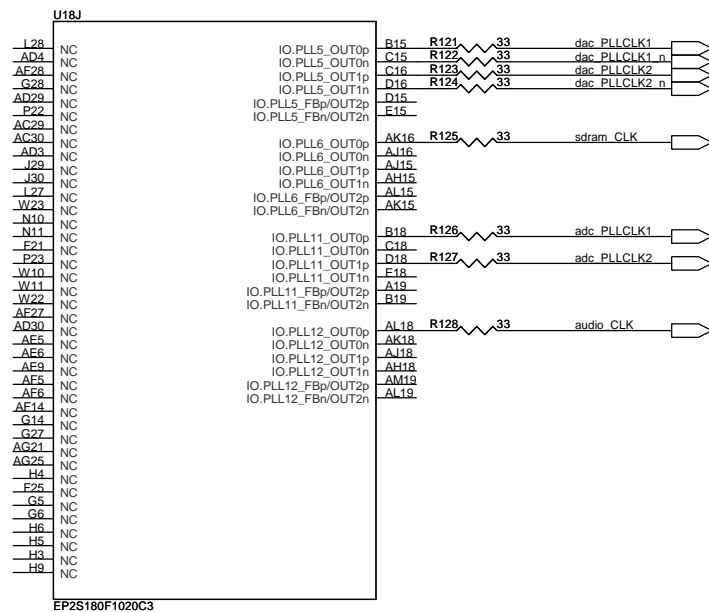 U18J
L28 NC IO.PLL5_OUT0p B15 R121 33 dac_PLLCLK1
AD4 NC IO.PLL5_OUT0n C15 R122 33 dac_PLLCLK1_n
AF28 NC IO.PLL5_OUT1p C16 R123 33 dac_PLLCLK2
G28 NC IO.PLL5_OUT1n D16 R124 33 dac_PLLCLK2_n
AD29 NC IO.PLL5_FBp/OUT2p D15
P22 NC IO.PLL5_FBn/OUT2n E15
AC29 NC
AC30 NC IO.PLL6_OUT0p AK16 R125 33 sdram_CLK
AD3 NC IO.PLL6_OUT0n AJ16
J29 NC IO.PLL6_OUT1p AJ15
J30 NC IO.PLL6_OUT1n AH15
L27 NC IO.PLL6_FBp/OUT2p AL15
W23 NC IO.PLL6_FBn/OUT2n AK15
N10 NC
N11 NC IO.PLL11_OUT0p B18 R126 33 adc_PLLCLK1
F21 NC IO.PLL11_OUT0n C18
P23 NC IO.PLL11_OUT1p D18 R127 33 adc_PLLCLK2
W10 NC IO.PLL11_OUT1n E18
W11 NC IO.PLL11_FBp/OUT2p A19
W22 NC IO.PLL11_FBn/OUT2n B19
AF27 NC
AD30 NC IO.PLL12_OUT0p AL18 R128 33 audio_CLK
AE5 NC IO.PLL12_OUT0n AK18
AE6 NC IO.PLL12_OUT1p AJ18
AE9 NC IO.PLL12_OUT1n AH18
AF5 NC IO.PLL12_FBp/OUT2p AM19
AF6 NC IO.PLL12_FBn/OUT2n AL19
AF14 NC
G14 NC
G27 NC
AG21 NC
AG25 NC
H4 NC
F25 NC
G5 NC
G6 NC
H6 NC
H5 NC
H3 NC
H9 NC
EP2S180F1020C3